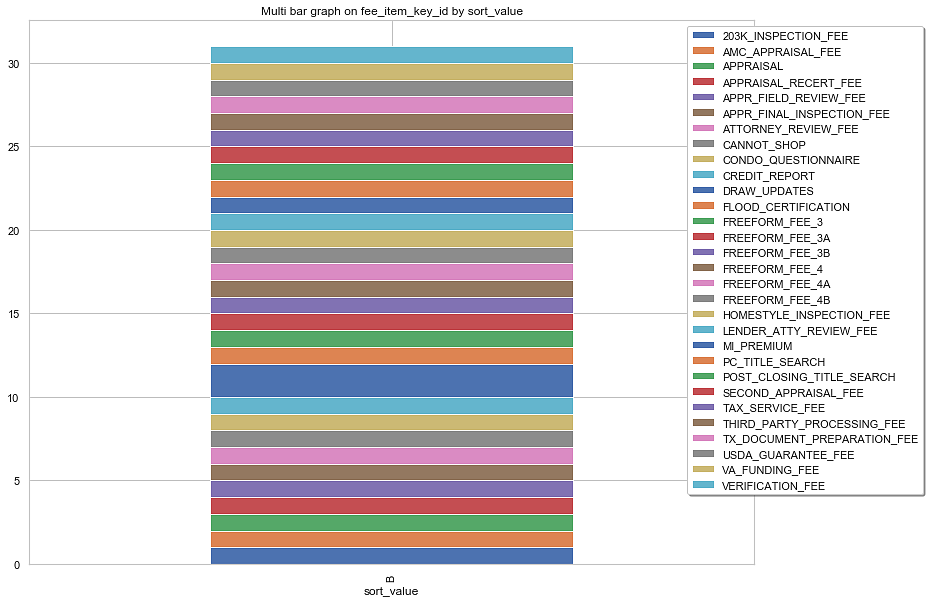 Multi bar graph on fee_item_key_id by sort_value
30
25
20
15
10
5
0
B
sort_value
203K_INSPECTION_FEE
AMC_APPRAISAL_FEE
APPRAISAL
APPRAISAL_RECERT_FEE
APPR_FIELD_REVIEW_FEE
APPR_FINAL_INSPECTION_FEE
ATTORNEY_REVIEW_FEE
CANNOT_SHOP
CONDO_QUESTIONNAIRE
CREDIT_REPORT
DRAW_UPDATES
FLOOD_CERTIFICATION
FREEFORM_FEE_3
FREEFORM_FEE_3A
FREEFORM_FEE_3B
FREEFORM_FEE_4
FREEFORM_FEE_4A
FREEFORM_FEE_4B
HOMESTYLE_INSPECTION_FEE
LENDER_ATTY_REVIEW_FEE
MI_PREMIUM
PC_TITLE_SEARCH
POST_CLOSING_TITLE_SEARCH
SECOND_APPRAISAL_FEE
TAX_SERVICE_FEE
THIRD_PARTY_PROCESSING_FEE
TX_DOCUMENT_PREPARATION_FEE
USDA_GUARANTEE_FEE
VA_FUNDING_FEE
VERIFICATION_FEE